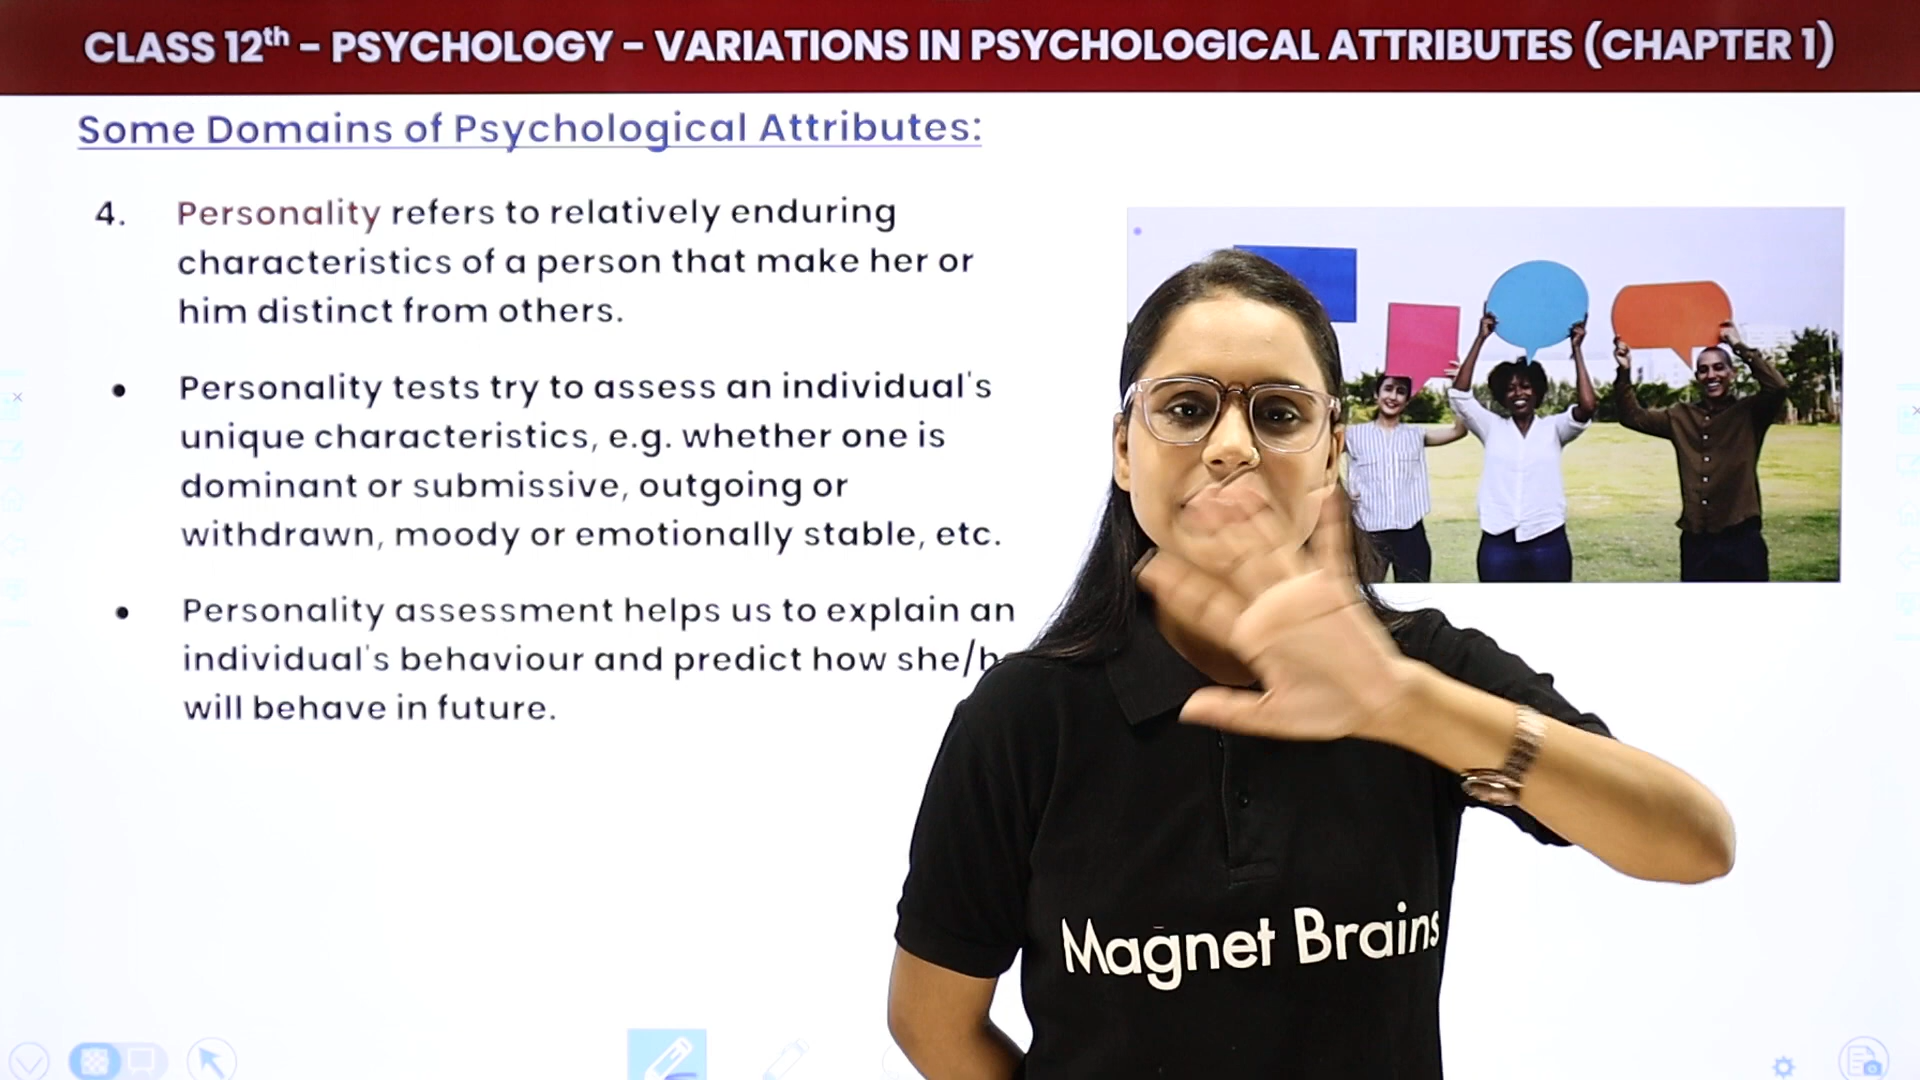 CLASS 12th – PSYCHOLOGY – VARIATIONS IN PSYCHOLOGICAL ATTRIBUTES (CHAPTER 1)
Some Domains of Psychological Attributes:
4. Personality refers to relatively enduring
characteristics of a person that make her or
him distinct from others.
• Personality tests try to assess an individual's
unique characteristics, e.g. whether one is
dominant or submissive, outgoing or
withdrawn, moody or emotionally stable, etc.
• Personality assessment helps us to explain an
individual's behaviour and predict how she/h
will behave in future.
Magnet Brains